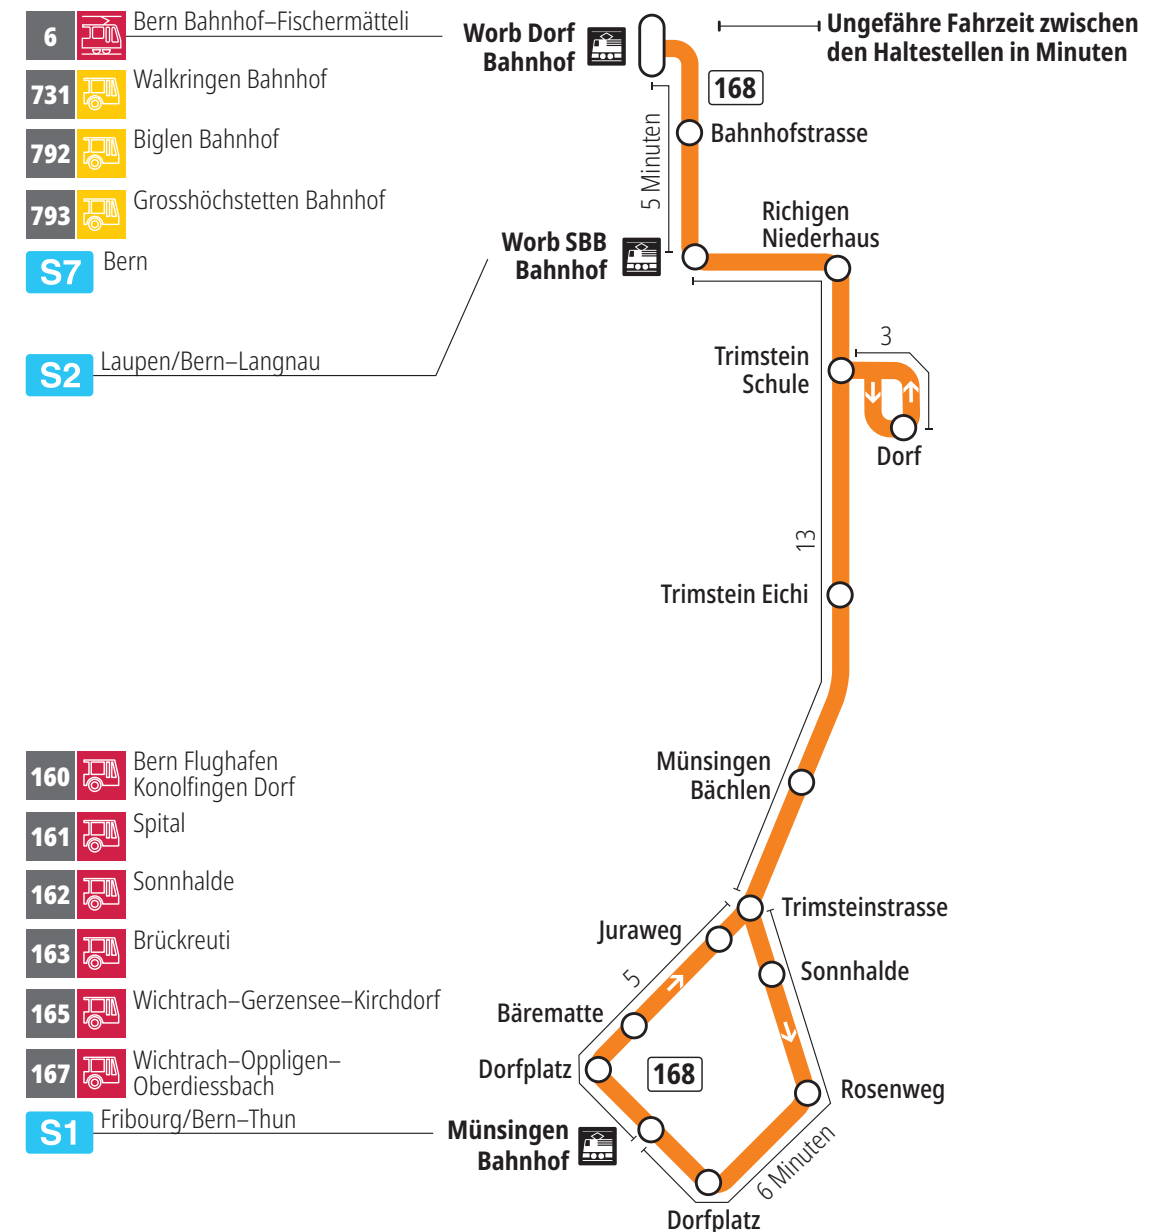 6 Bern Bahnhof–Fischermätteli
731 Walkringen Bahnhof
792 Biglen Bahnhof
793 Grosshöchstetten Bahnhof
S7 Bern
S2 Laupen/Bern–Langnau
Worb Dorf
Bahnhof
Ungefähre Fahrzeit zwischen
den Haltestellen in Minuten
168
Bahnhofstrasse
5 Minuten
Richigen
Niederhaus
Worb SBB
Bahnhof
3
Trimstein
Schule
Dorf
13
Trimstein Eichi
160 Bern Flughafen
Konolfingen Dorf
161 Spital
162 Sonnhalde
163 Brückreuti
165 Wichtrach–Gerzensee–Kirchdorf
167 Wichtrach–Oppligen–
Oberdiessbach
S1 Fribourg/Bern–Thun
Münsingen
Bächlen
Trimsteinstrasse
Juraweg
Sonnhalde
5
Bärematte
Dorfplatz
168
Rosenweg
Münsingen
Bahnhof
6 Minuten
Dorfplatz